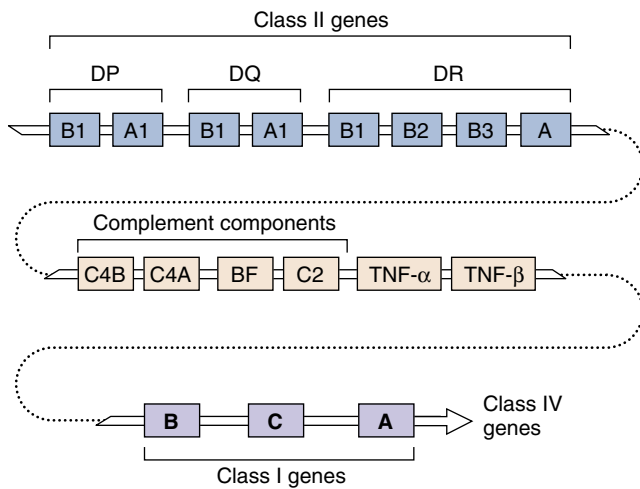 Class II genes
DP DQ DR
B1 A1 B1 A1 B1 B2 B3 A
Complement components
C4B C4A BF C2 TNF-α TNF-β
B C A
Class IV
genes
Class I genes